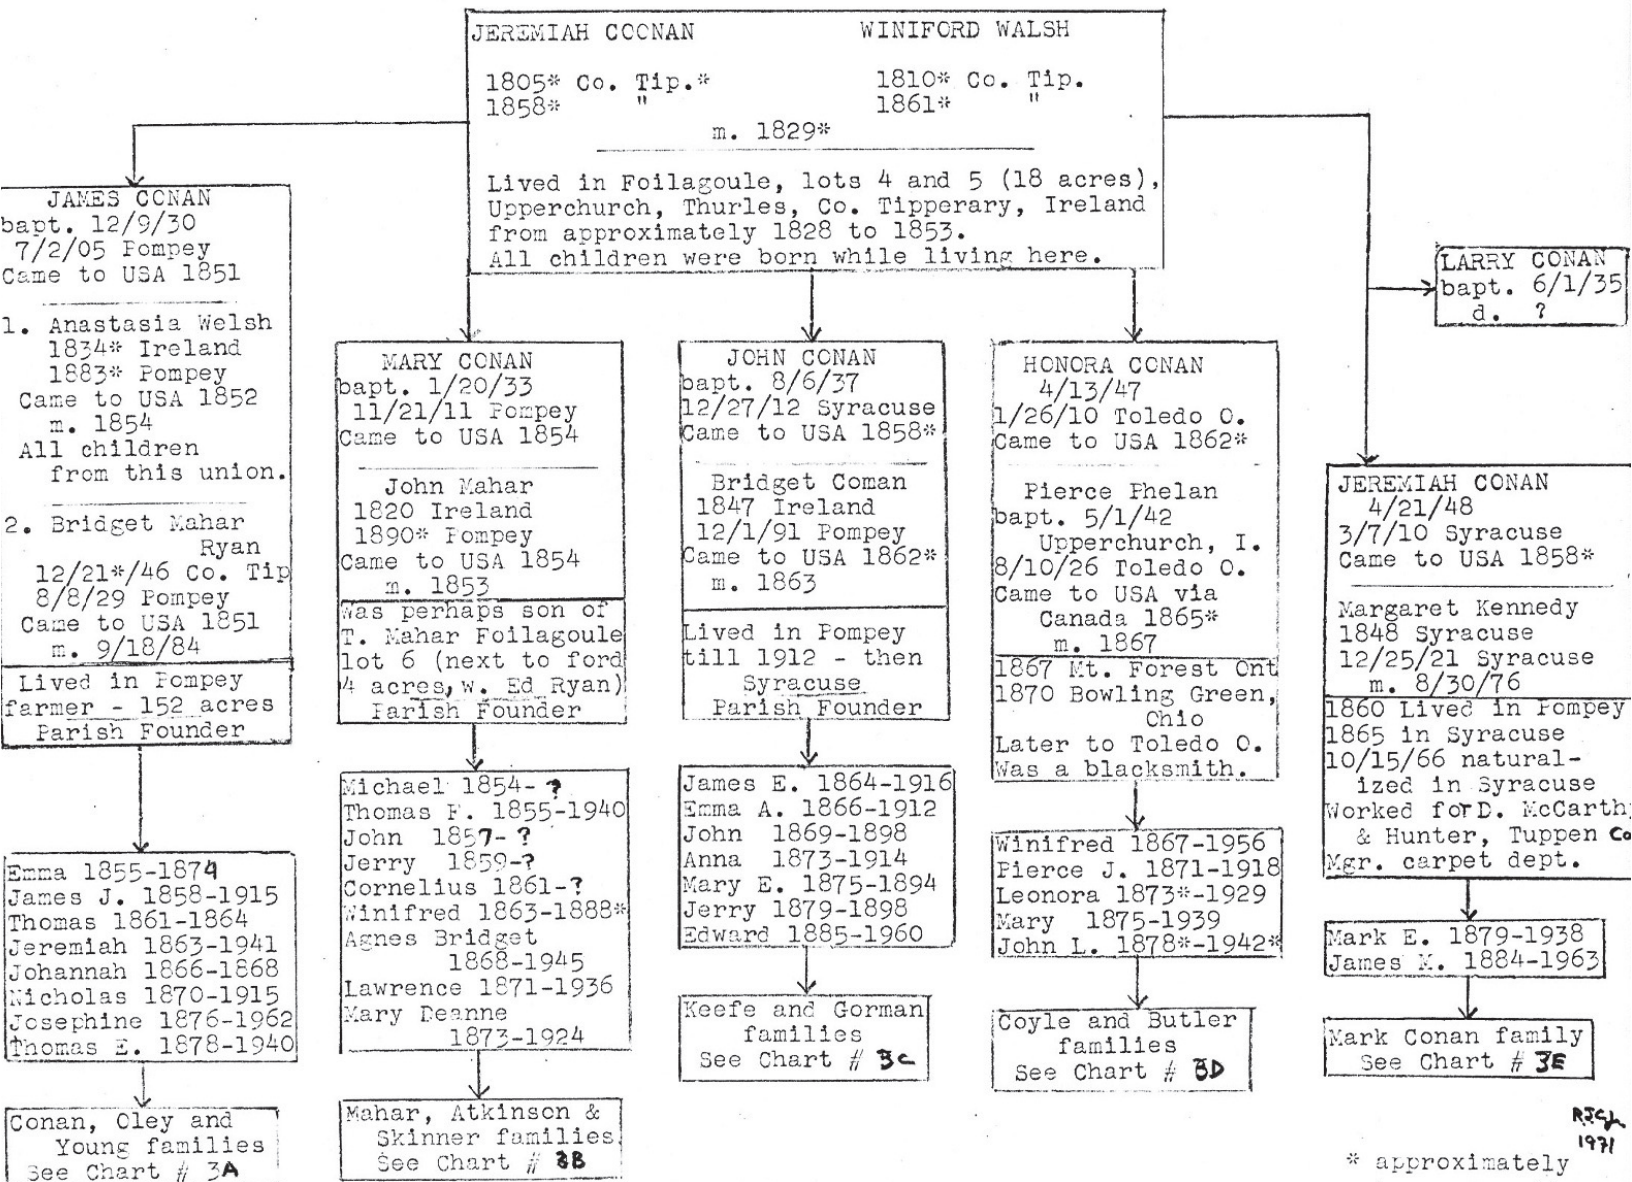 JEREMIAH COONAN WINIFORD WALSH
1805* Co. Tip.* 1810* Co. Tip.
1858* " 1861* "
m. 1829*
Lived in Foilagoule, lots 4 and 5 (18 acres),
Upperchurch, Thurles, Co. Tipperary, Ireland
from approximately 1828 to 1853.
All children were born while living here.
JAMES CONAN
bapt. 12/9/30
7/2/05 Pompey
Came to USA 1851
1. Anastasia Welsh
1834* Ireland
1883* Pompey
Came to USA 1852
m. 1854
All children
from this union.
2. Bridget Mahar
Ryan
12/21*/46 Co. Tip
8/8/29 Pompey
Came to USA 1851
m. 9/18/84
Lived in Pompey
farmer - 152 acres
Parish Founder
Emma 1855-1874
James J. 1858-1915
Thomas 1861-1864
Jeremiah 1863-1941
Johannah 1866-1868
Nicholas 1870-1915
Josephine 1876-1962
Thomas E. 1878-1940
Conan, Oley and
Young families
See Chart # 3A
MARY CONAN
bapt. 1/20/33
11/21/11 Pompey
Came to USA 1854
John Mahar
1820 Ireland
1890* Pompey
Came to USA 1854
m. 1853
Was perhaps son of
T. Mahar Foilagoule
lot 6 (next to ford
4 acres, w. Ed Ryan)
Parish Founder
Michael 1854- ?
Thomas F. 1855-1940
John 1857- ?
Jerry 1859-?
Cornelius 1861-?
Winifred 1863-1888*
Agnes Bridget
1868-1945
Lawrence 1871-1936
Mary Deanne
1873-1924
Mahar, Atkinson &
Skinner families.
See Chart # 3B
JOHN CONAN
bapt. 8/6/37
12/27/12 Syracuse
Came to USA 1858*
Bridget Coman
1847 Ireland
12/1/91 Pompey
Came to USA 1862*
m. 1863
Lived in Pompey
till 1912 - then
Syracuse
Parish Founder
James E. 1864-1916
Emma A. 1866-1912
John 1869-1898
Anna 1873-1914
Mary E. 1875-1894
Jerry 1879-1898
Edward 1885-1960
Keefe and Gorman
families
See Chart # 3C
HONORA CONAN
4/13/47
1/26/10 Toledo O.
Came to USA 1862*
Pierce Phelan
bapt. 5/1/42
Upperchurch, I.
8/10/26 Toledo O.
Came to USA via
Canada 1865*
m. 1867
1867 Mt. Forest Ont
1870 Bowling Green,
Ohio
Later to Toledo O.
Was a blacksmith.
Winifred 1867-1956
Pierce J. 1871-1918
Leonora 1873*-1929
Mary 1875-1939
John L. 1878*-1942*
Coyle and Butler
families
See Chart # 3D
LARRY CONAN
bapt. 6/1/35
d. ?
JEREMIAH CONAN
4/21/48
3/7/10 Syracuse
Came to USA 1858*
Margaret Kennedy
1848 Syracuse
12/25/21 Syracuse
m. 8/30/76
1860 Lived in Pompey
1865 in Syracuse
10/15/66 natural-
ized in Syracuse
Worked for D. McCarthy
& Hunter, Tuppen Co
Mgr. carpet dept.
Mark E. 1879-1938
James M. 1884-1963
Mark Conan family
See Chart # 3E
1971
* approximately